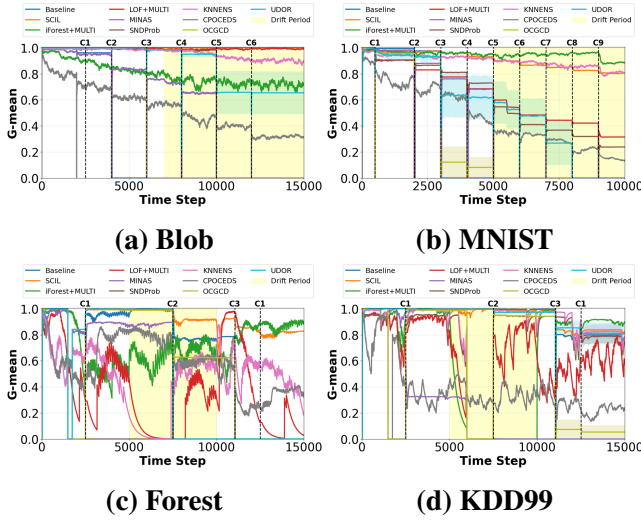 Baseline LOF+MULTI KNNENS UDOR
SCIL MINAS CPOCEDS Drift Period
iForest+MULTI SNDProb OCGCD
C1 C2 C3 C4 C5 C6
G-mean
1.0
0.8
0.6
0.4
0.2
0.0
0 5000 10000 15000
Time Step
(a) Blob
Baseline LOF+MULTI KNNENS UDOR
SCIL MINAS CPOCEDS Drift Period
iForest+MULTI SNDProb OCGCD
C1 C2 C3 C4 C5 C6 C7 C8 C9
G-mean
1.0
0.8
0.6
0.4
0.2
0.0
0 2500 5000 7500 10000
Time Step
(b) MNIST
Baseline LOF+MULTI KNNENS UDOR
SCIL MINAS CPOCEDS Drift Period
iForest+MULTI SNDProb OCGCD
C1 C2 C3 C1
G-mean
1.0
0.8
0.6
0.4
0.2
0.0
0 5000 10000 15000
Time Step
(c) Forest
Baseline LOF+MULTI KNNENS UDOR
SCIL MINAS CPOCEDS Drift Period
iForest+MULTI SNDProb OCGCD
C1 C2 C3 C1
G-mean
1.0
0.8
0.6
0.4
0.2
0.0
0 5000 10000 15000
Time Step
(d) KDD99